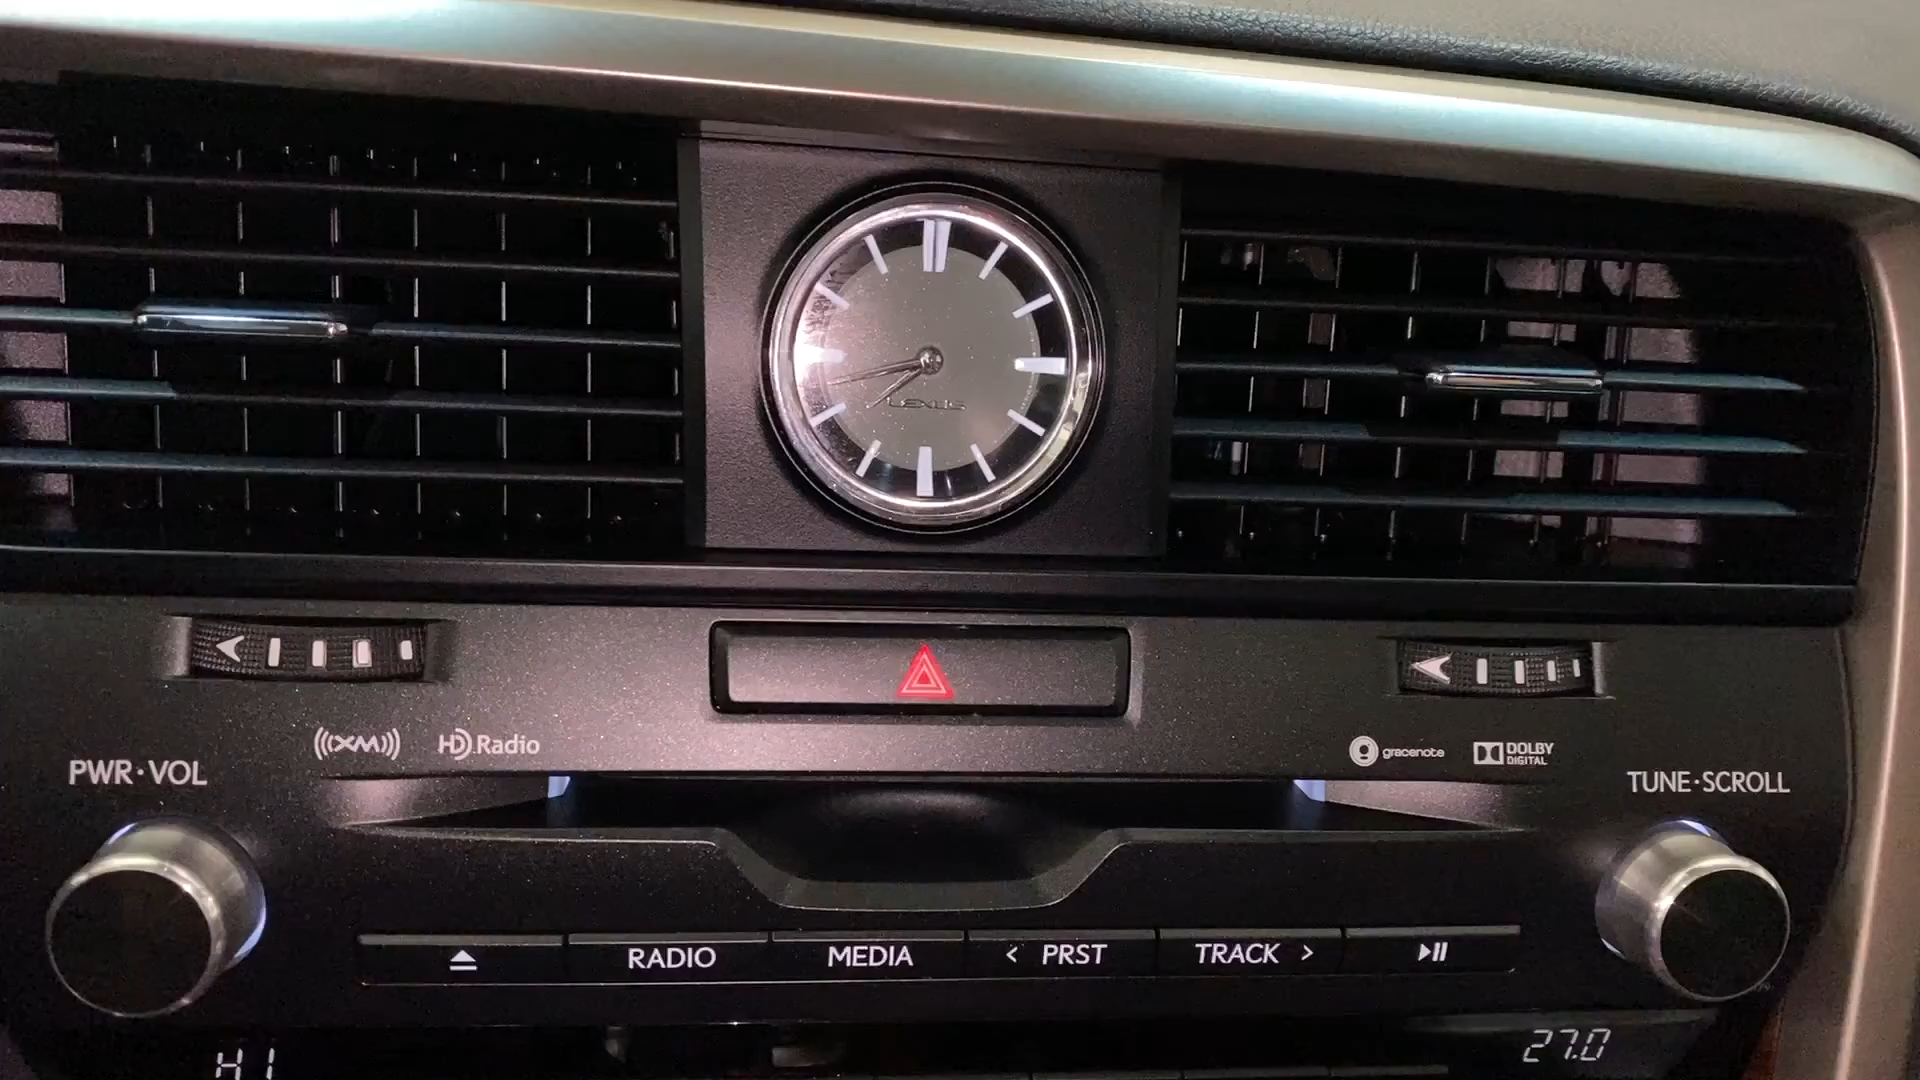 LEXUS
((XM)) HD Radio
gracenote
DOLBY
DIGITAL
PWR·VOL
TUNE·SCROLL
RADIO
MEDIA
< PRST
TRACK >
HI
27.0